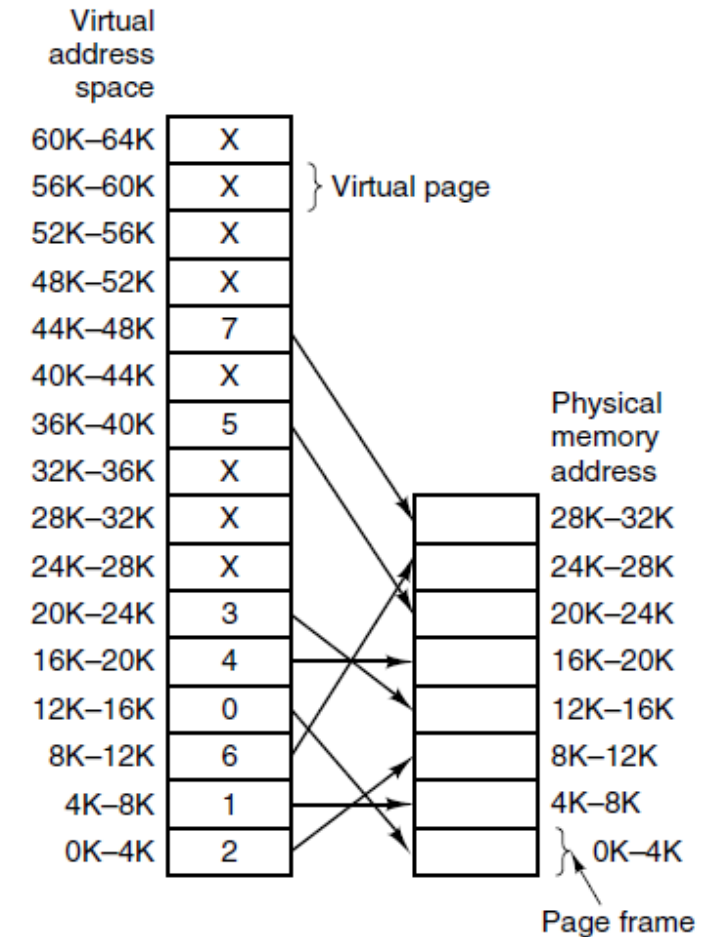 Virtual
address
space
60K–64K X
56K–60K X Virtual page
52K–56K X
48K–52K X
44K–48K 7
40K–44K X
36K–40K 5
32K–36K X
28K–32K X
24K–28K X
20K–24K 3
16K–20K 4
12K–16K 0
8K–12K 6
4K–8K 1
0K–4K 2
Physical
memory
address
28K–32K
24K–28K
20K–24K
16K–20K
12K–16K
8K–12K
4K–8K
0K–4K
Page frame